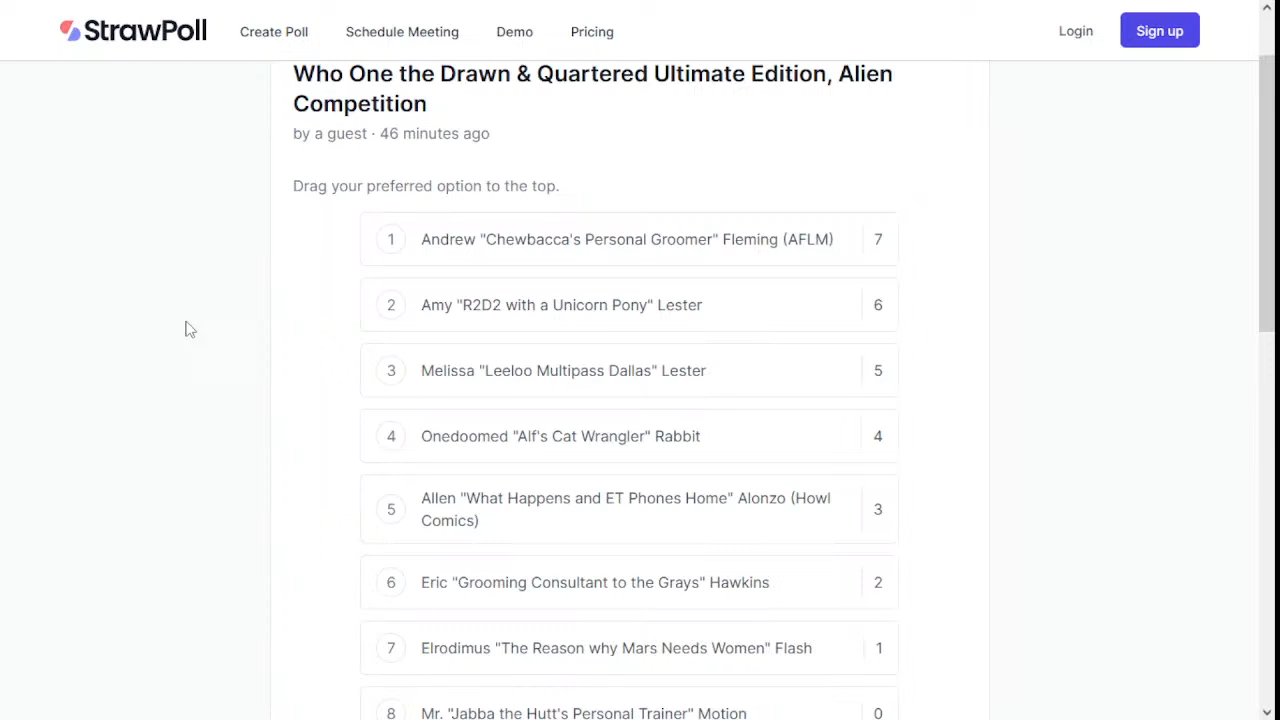 StrawPoll Create Poll Schedule Meeting Demo Pricing Login Sign up
Who One the Drawn & Quartered Ultimate Edition, Alien
Competition
by a guest · 46 minutes ago
Drag your preferred option to the top.
1 Andrew "Chewbacca's Personal Groomer" Fleming (AFLM) 7
2 Amy "R2D2 with a Unicorn Pony" Lester 6
3 Melissa "Leeloo Multipass Dallas" Lester 5
4 Onedoomed "Alf's Cat Wrangler" Rabbit 4
5 Allen "What Happens and ET Phones Home" Alonzo (Howl
Comics) 3
6 Eric "Grooming Consultant to the Grays" Hawkins 2
7 Elrodimus "The Reason why Mars Needs Women" Flash 1
8 Mr. "Jabba the Hutt's Personal Trainer" Motion 0